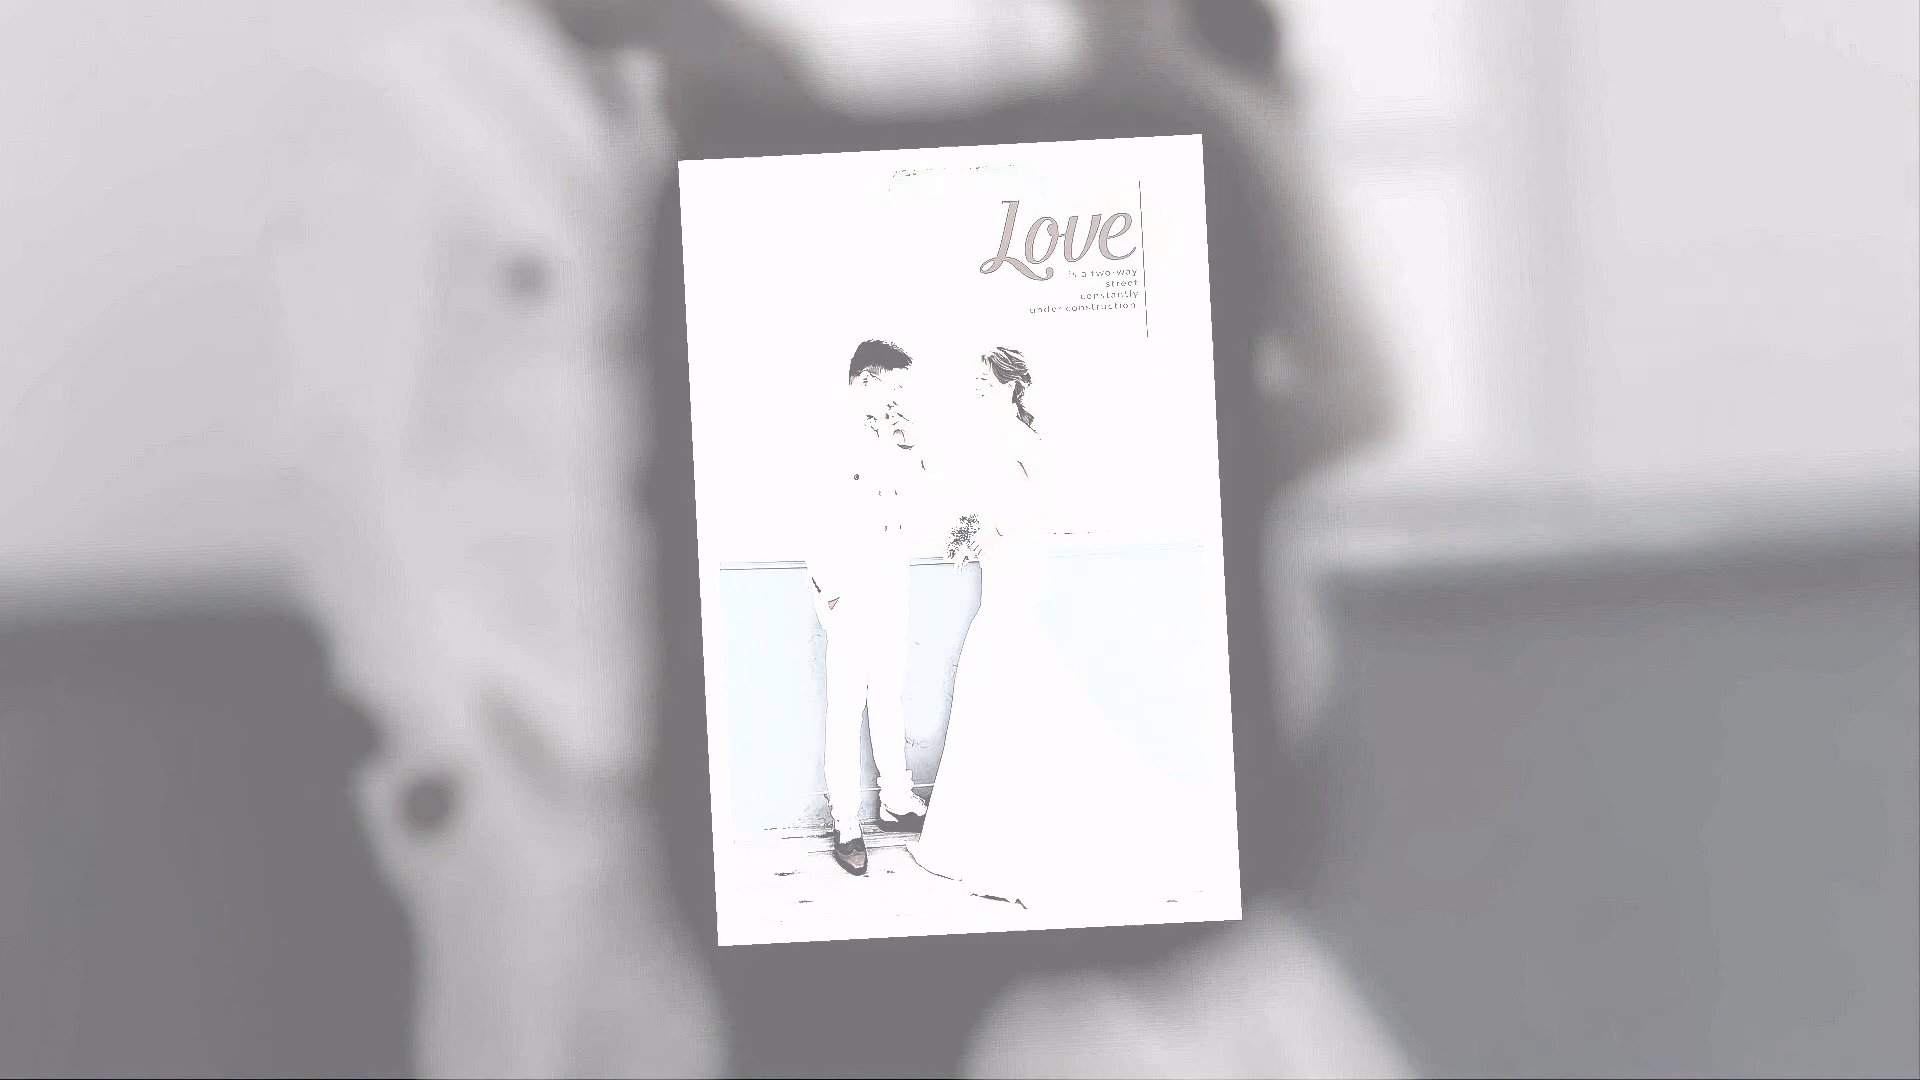 Love
is a two-way
street
constantly
under construction